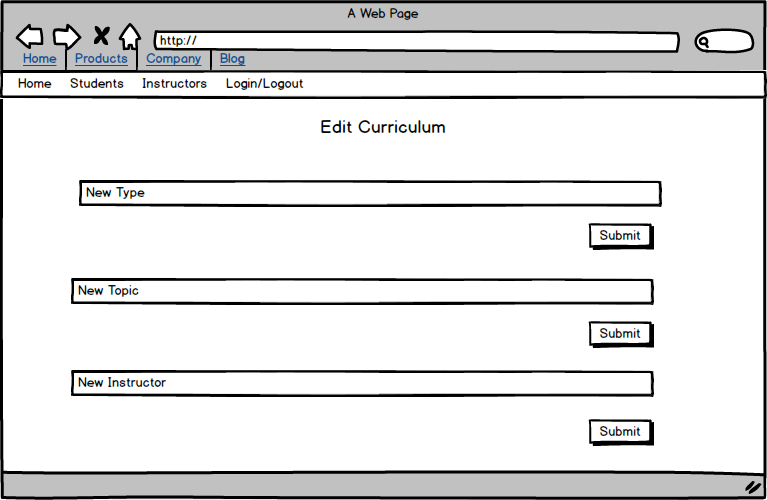 A Web Page
http://
Home Products Company Blog
Home Students Instructors Login/Logout
Edit Curriculum
New Type
Submit
New Topic
Submit
New Instructor
Submit